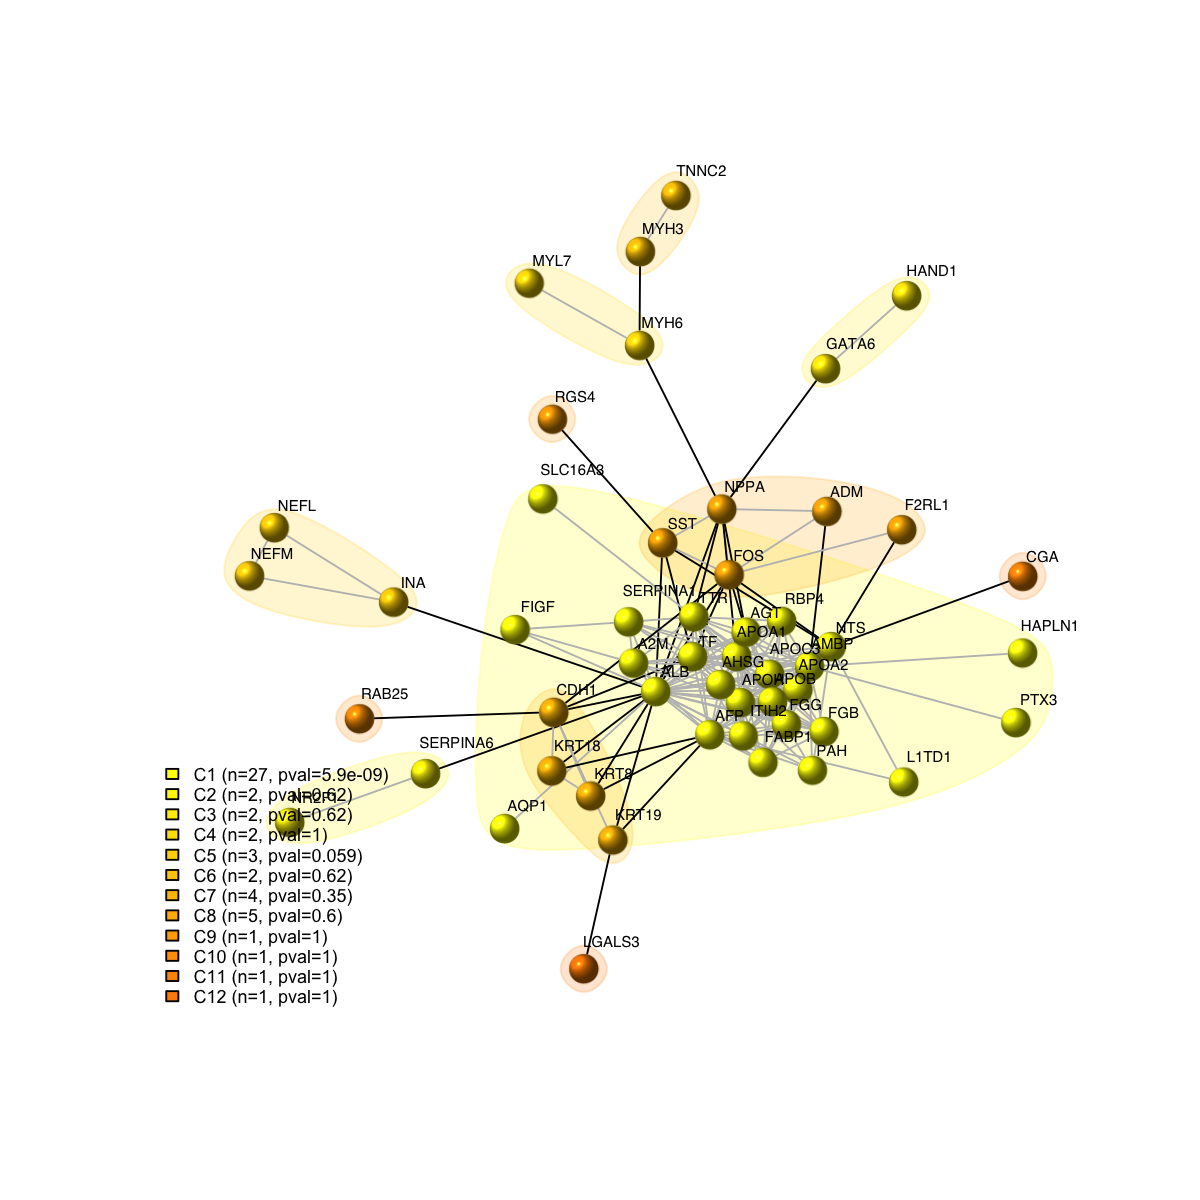 TNNC2
MYH3
MYL7
HAND1
MYH6
GATA6
RGS4
SLC16A3
NPPA
ADM
F2RL1
NEFL
SST
NEFM
FOS
CGA
INA
SERPINA1
TTR
RBP4
FIGF
AGT
HAPLN1
APOA1
NTS
A2M
TF
APOC3
AMBP
ALB
AHSG
APOA2
APOH
APOB
RAB25
CDH1
PTX3
ITIH2
FGG
FGB
AFP
SERPINA6
KRT18
FABP1
PAH
L1TD1
KRT8
C1 (n=27, pval=5.9e-09)
C2 (n=2, pval=0.62)
NR2F1
AQP1
KRT19
C3 (n=2, pval=0.62)
C4 (n=2, pval=1)
C5 (n=3, pval=0.059)
C6 (n=2, pval=0.62)
C7 (n=4, pval=0.35)
C8 (n=5, pval=0.6)
C9 (n=1, pval=1)
LGALS3
C10 (n=1, pval=1)
C11 (n=1, pval=1)
C12 (n=1, pval=1)